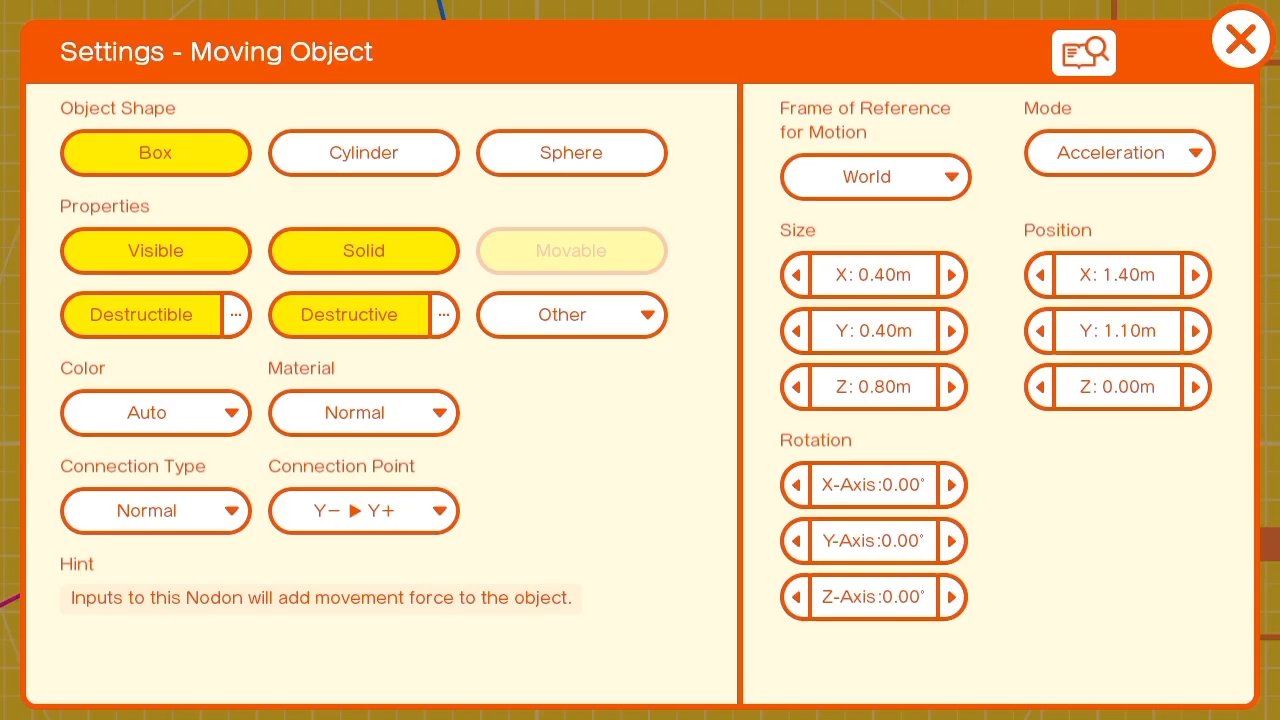 Settings - Moving Object
Object Shape
Box
Cylinder
Sphere
Properties
Visible
Solid
Movable
Destructible
...
Destructive
...
Other
Color
Material
Auto
Normal
Connection Type
Connection Point
Normal
Y− ▶ Y+
Hint
Inputs to this Nodon will add movement force to the object.
Frame of Reference
for Motion
World
Mode
Acceleration
Size
X: 0.40m
Y: 0.40m
Z: 0.80m
Position
X: 1.40m
Y: 1.10m
Z: 0.00m
Rotation
X-Axis:0.00°
Y-Axis:0.00°
Z-Axis:0.00°